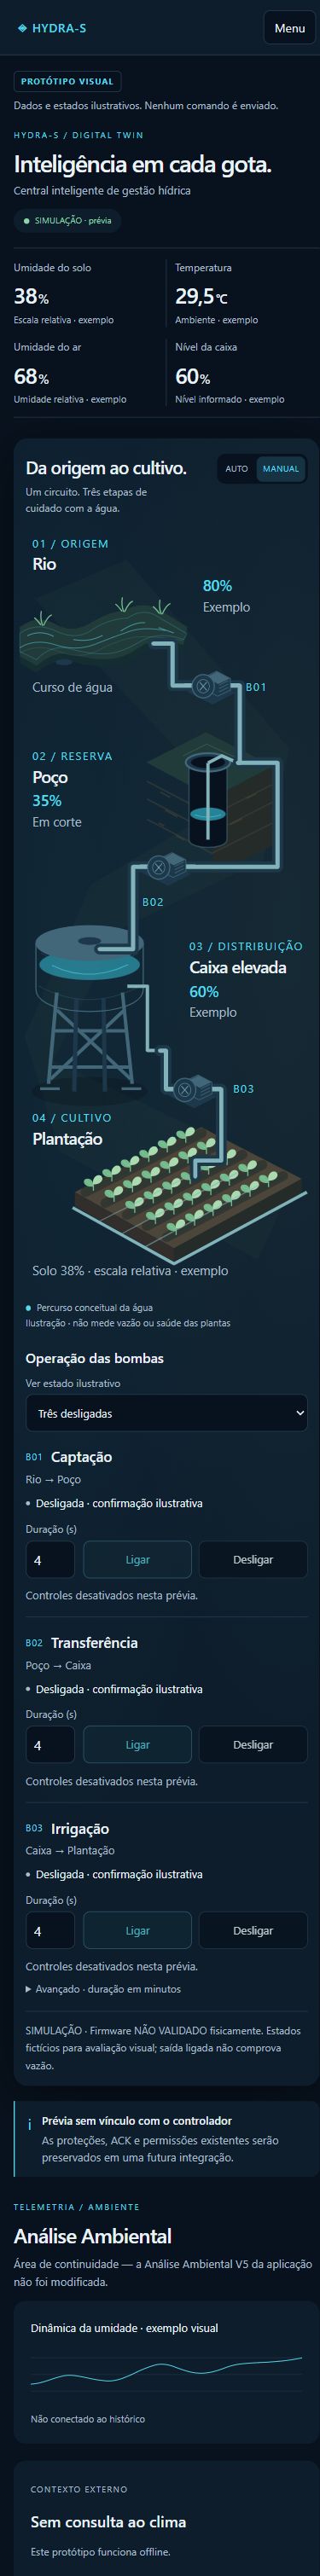 HYDRA-S
Menu
PROTÓTIPO VISUAL
Dados e estados ilustrativos. Nenhum comando é enviado.
HYDRA-S / DIGITAL TWIN
Inteligência em cada gota.
Central inteligente de gestão hídrica
SIMULAÇÃO · prévia
Umidade do solo
38%
Escala relativa · exemplo
Temperatura
29,5°C
Ambiente · exemplo
Umidade do ar
68%
Umidade relativa · exemplo
Nível da caixa
60%
Nível informado · exemplo
Da origem ao cultivo.
Um circuito. Três etapas de
cuidado com a água.
AUTO
MANUAL
01 / ORIGEM
Rio
80%
Exemplo
Curso de água
B01
02 / RESERVA
Poço
35%
Em corte
B02
03 / DISTRIBUIÇÃO
Caixa elevada
60%
Exemplo
B03
04 / CULTIVO
Plantação
Solo 38% · escala relativa · exemplo
Percurso conceitual da água
Ilustração · não mede vazão ou saúde das plantas
Operação das bombas
Ver estado ilustrativo
Três desligadas
B01 Captação
Rio → Poço
Desligada · confirmação ilustrativa
Duração (s)
4
Ligar
Desligar
Controles desativados nesta prévia.
B02 Transferência
Poço → Caixa
Desligada · confirmação ilustrativa
Duração (s)
4
Ligar
Desligar
Controles desativados nesta prévia.
B03 Irrigação
Caixa → Plantação
Desligada · confirmação ilustrativa
Duração (s)
4
Ligar
Desligar
Controles desativados nesta prévia.
Avançado · duração em minutos
SIMULAÇÃO · Firmware NÃO VALIDADO fisicamente. Estados
fictícios para avaliação visual; saída ligada não comprova
vazão.
i
Prévia sem vínculo com o controlador
As proteções, ACK e permissões existentes serão
preservados em uma futura integração.
TELEMETRIA / AMBIENTE
Análise Ambiental
Área de continuidade — a Análise Ambiental V5 da aplicação
não foi modificada.
Dinâmica da umidade · exemplo visual
Não conectado ao histórico
CONTEXTO EXTERNO
Sem consulta ao clima
Este protótipo funciona offline.